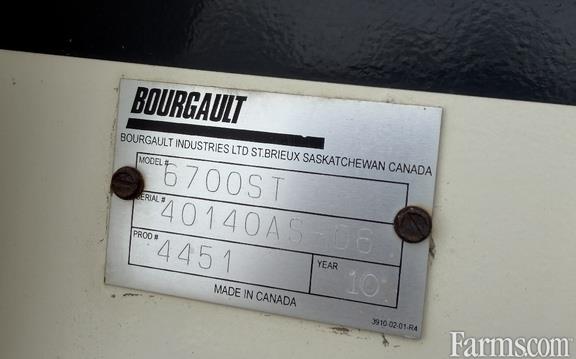 BOURGAULT
BOURGAULT INDUSTRIES LTD ST.BRIEUX SASKATCHEWAN CANADA
MODEL# 6700ST
SERIAL# 40140AS-06
PROD# 4451 YEAR 10
MADE IN CANADA
3910-02-01-R4
Farms.com